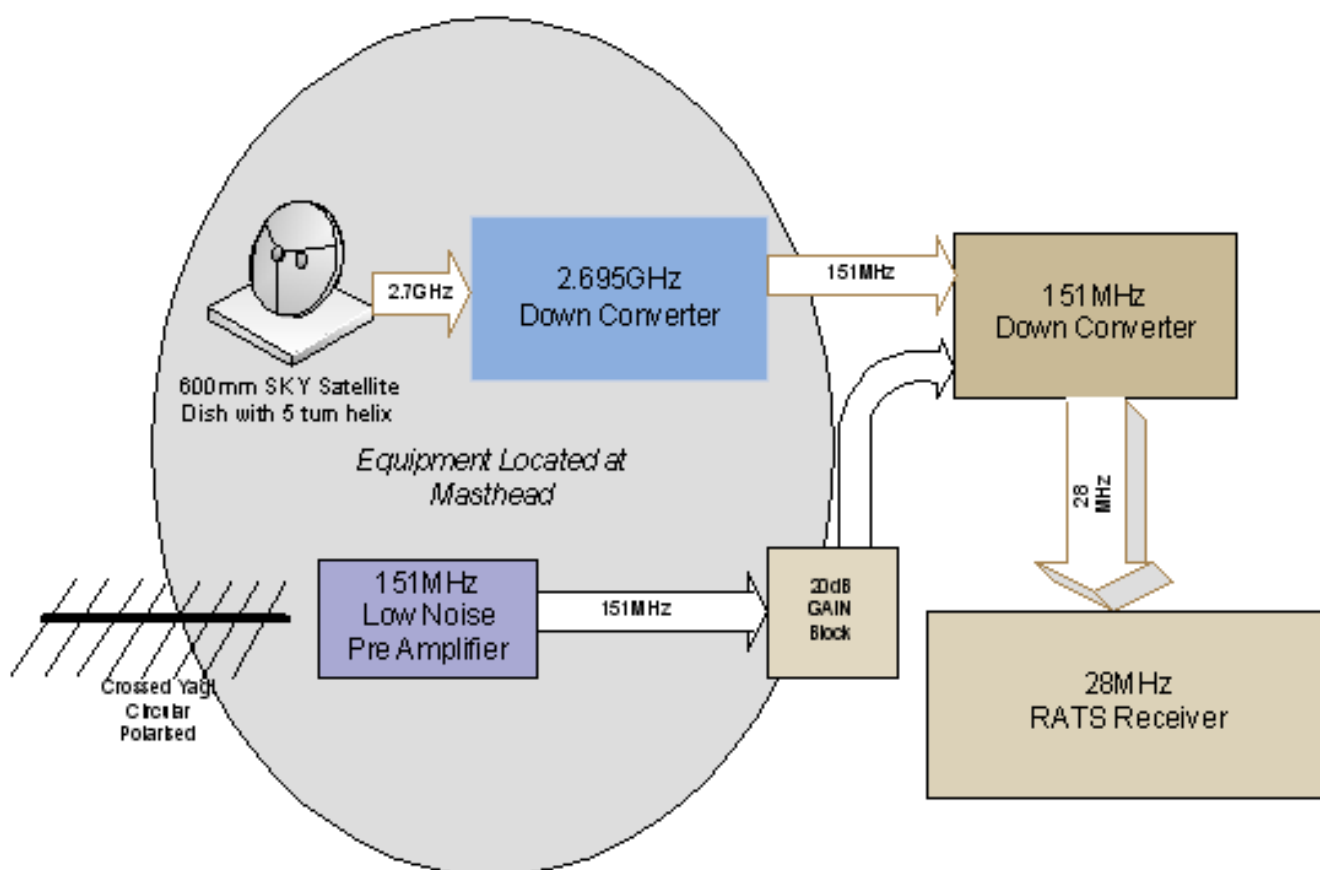 2.7GHz
2.695GHz
Down Converter
151MHz
151MHz
Down Converter
600mm SKY Satellite
Dish with 5 turn helix
Equipment Located at
Masthead
28
MHz
151MHz
Low Noise
Pre Amplifier
151MHz
20dB
GAIN
Block
Crossed Yagi
Circular
Polarised
28MHz
RATS Receiver